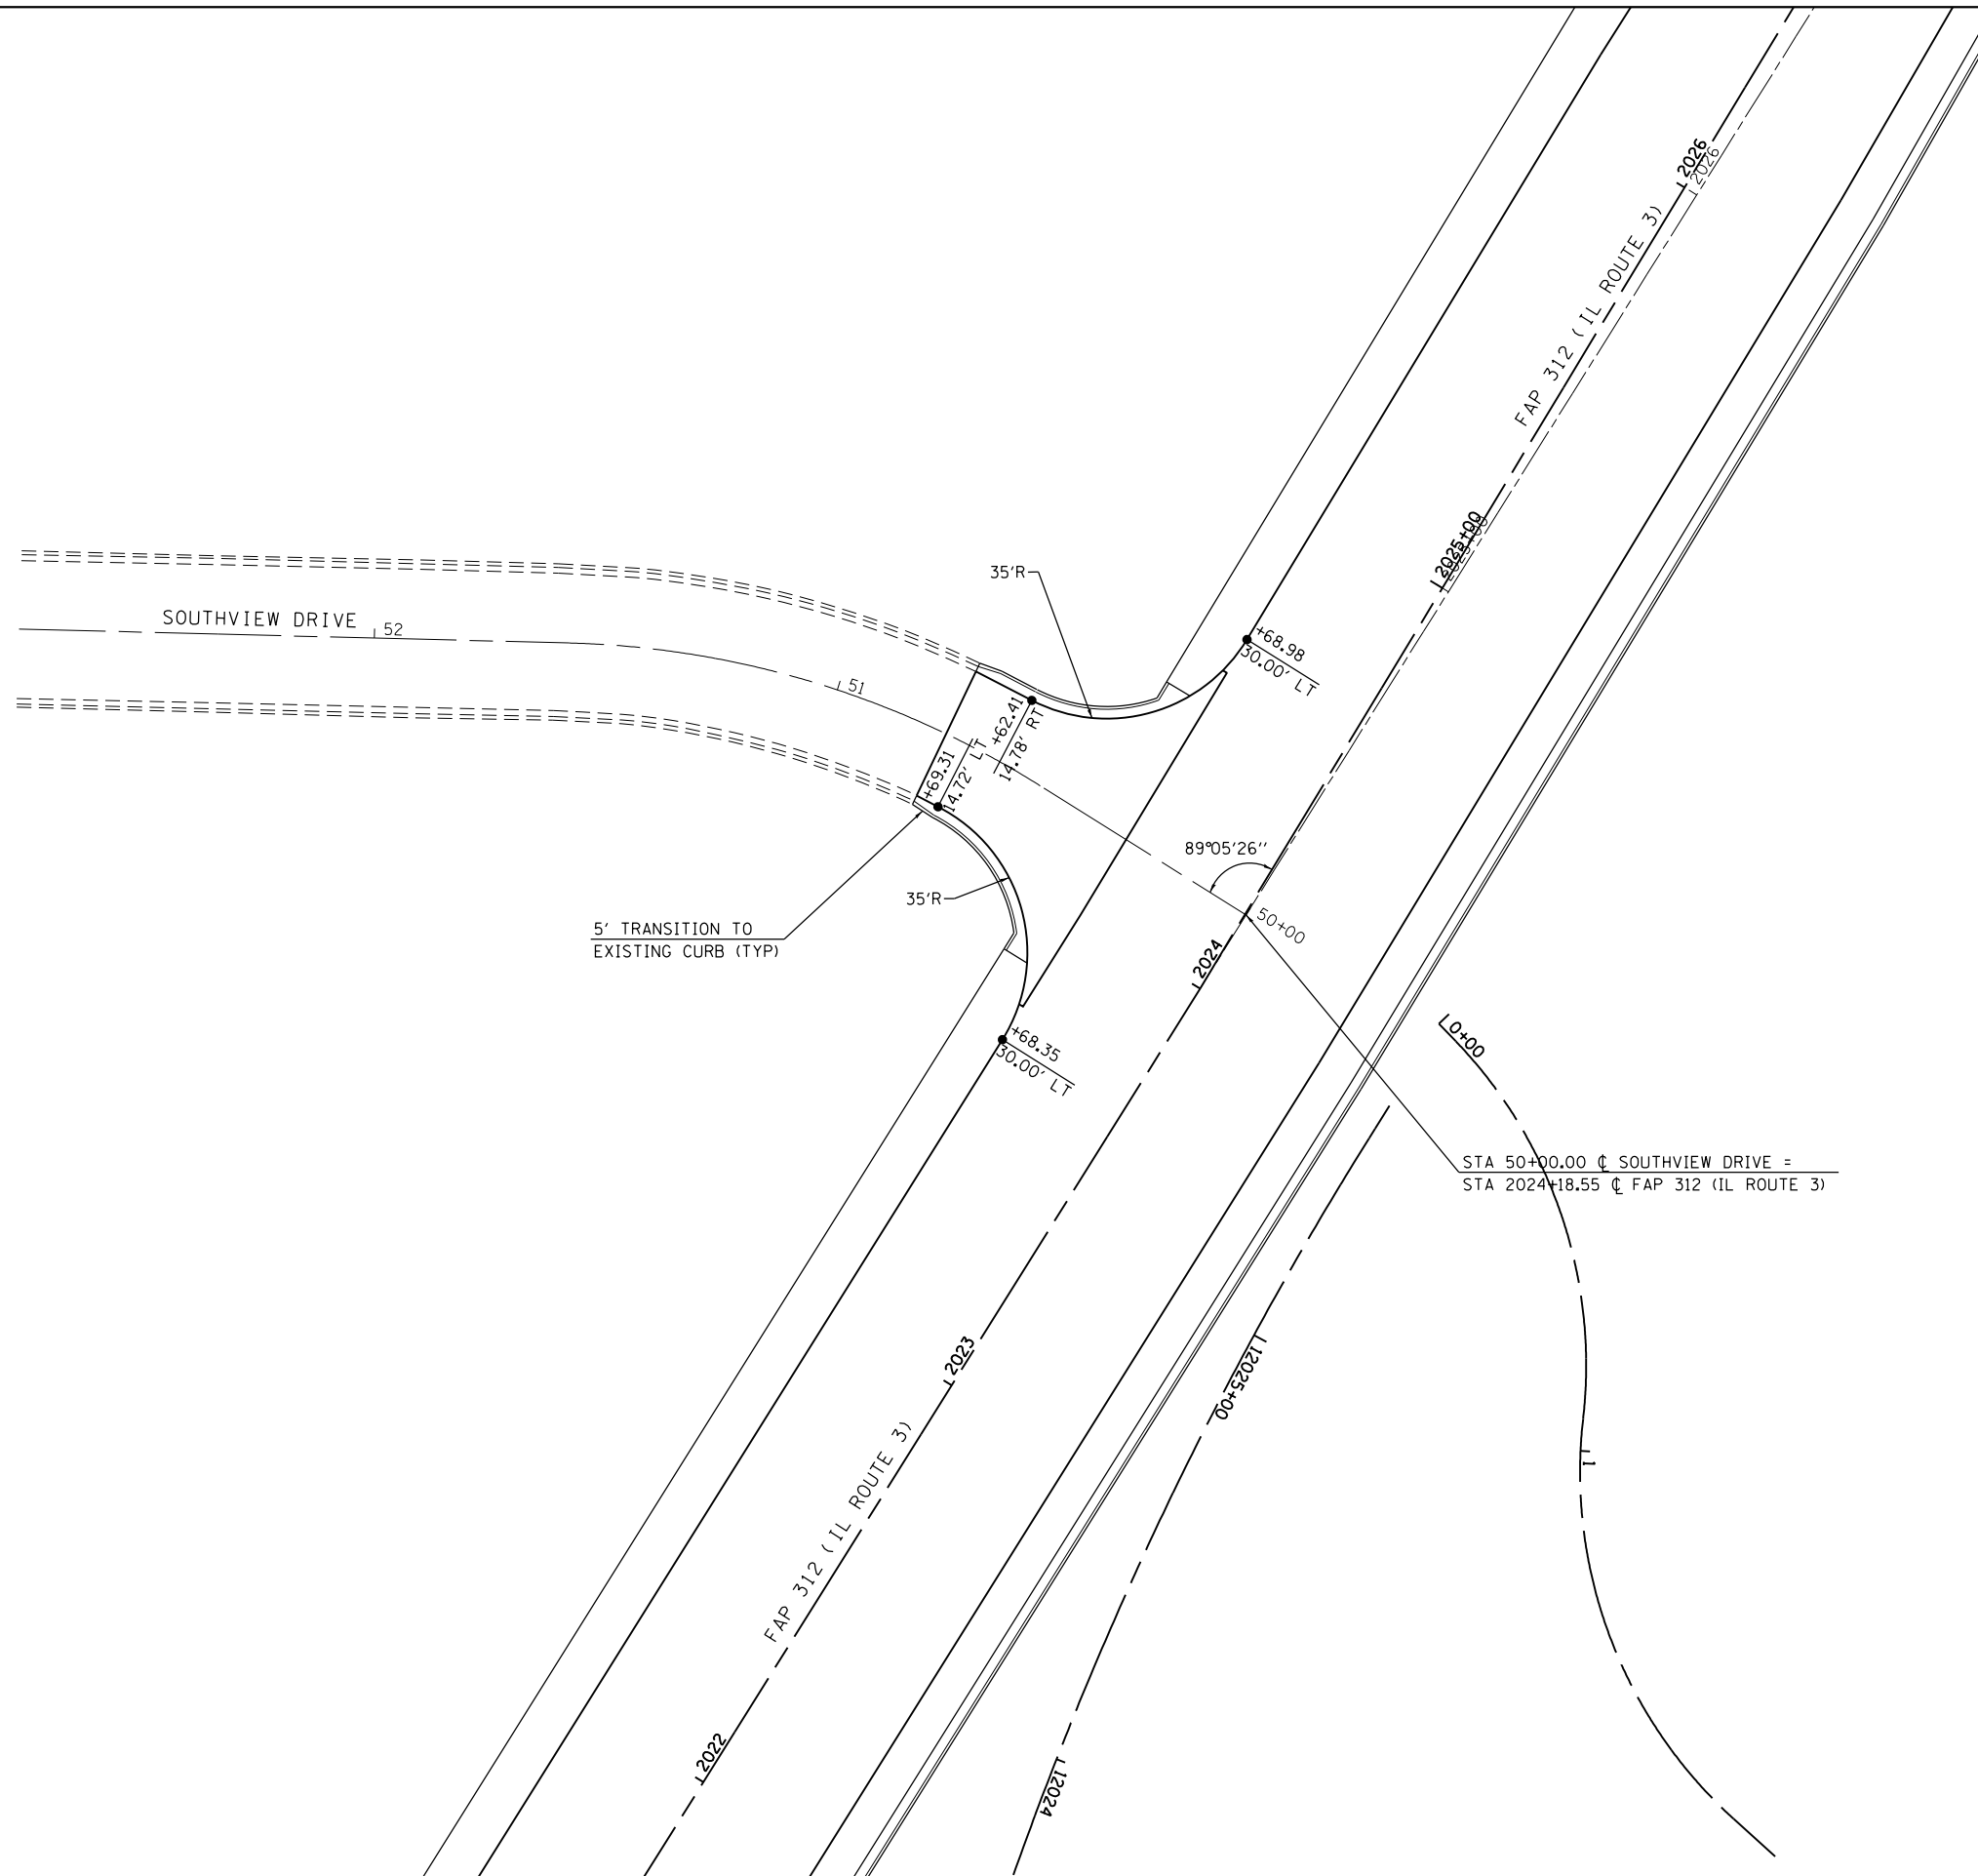 2026
2026
FAP 312 (IL ROUTE 3)
2025+00
2025+00
35'R
SOUTHVIEW DRIVE
52
51
+68.98
30.00' LT
+62.41
14.78' RT
+69.31
14.72' LT
89°05'26''
35'R
50+00
5' TRANSITION TO
EXISTING CURB (TYP)
2024
0+00
+68.35
30.00' LT
STA 50+00.00 ℄ SOUTHVIEW DRIVE =
STA 2024+18.55 ℄ FAP 312 (IL ROUTE 3)
2023
12025+00
1
FAP 312 (IL ROUTE 3)
2022
12024